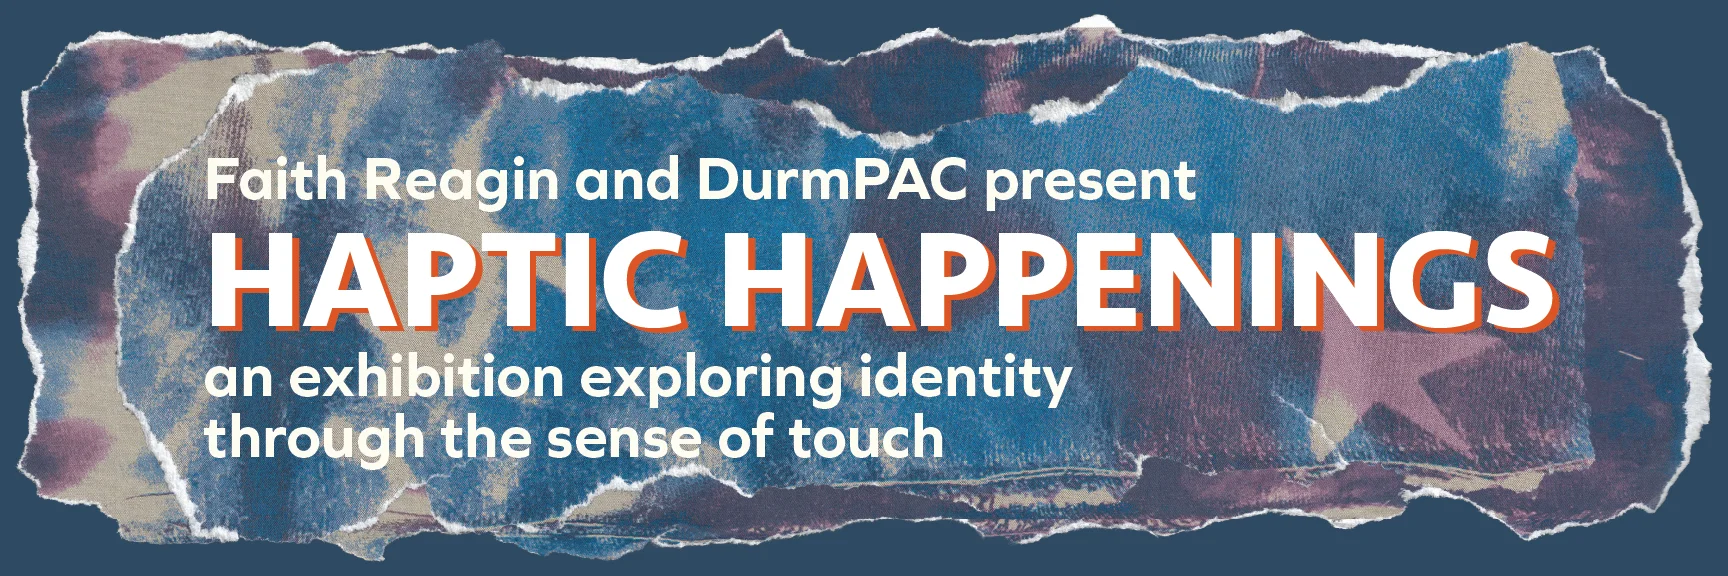 Faith Reagin and DurmPAC present
HAPTIC HAPPENINGS
an exhibition exploring identity
through the sense of touch